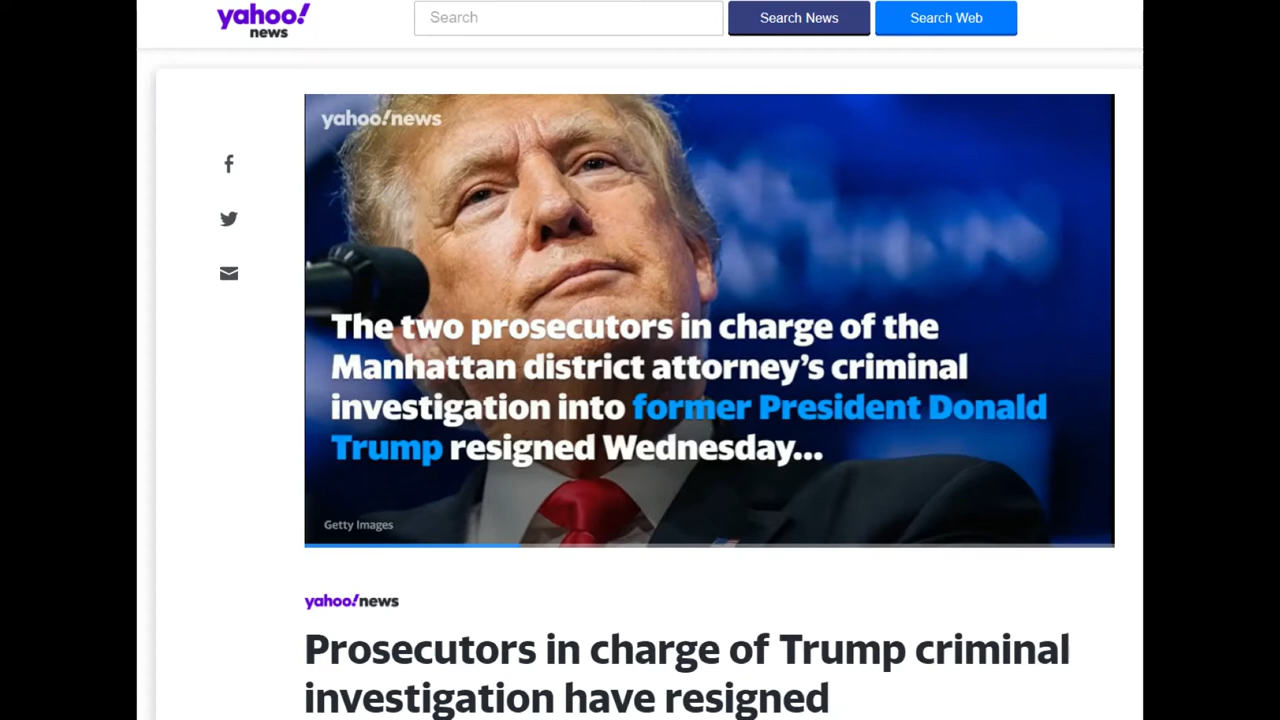 yahoo!
news
Search
Search News
Search Web
yahoo!news
The two prosecutors in charge of the
Manhattan district attorney’s criminal
investigation into former President Donald
Trump resigned Wednesday...
Getty Images
yahoo!news
Prosecutors in charge of Trump criminal
investigation have resigned